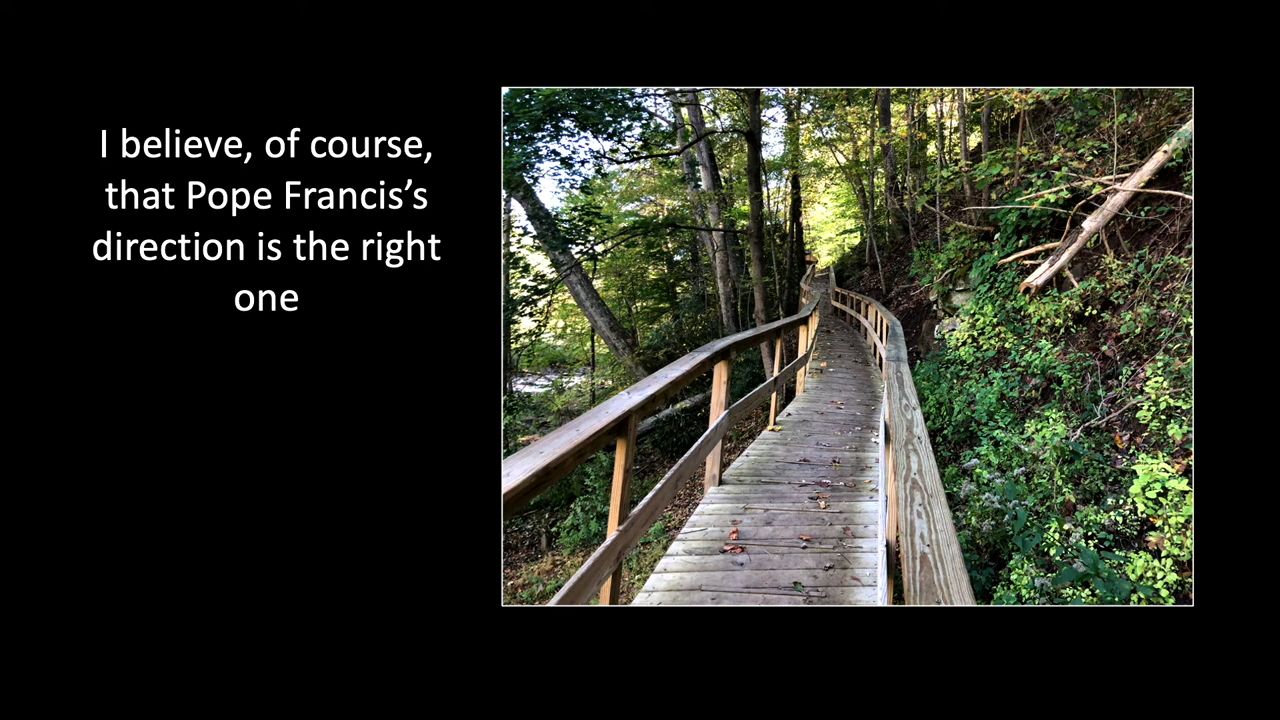 I believe, of course,
that Pope Francis’s
direction is the right
one